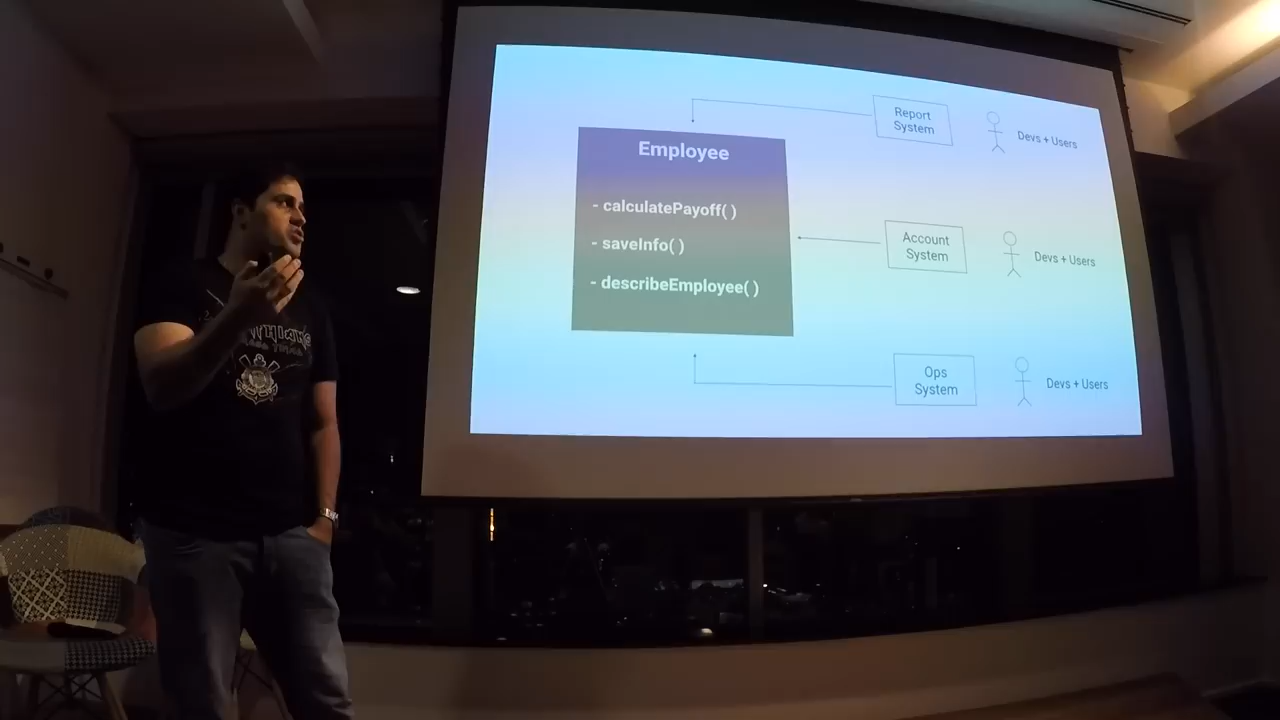 Employee
- calculatePayoff( )
- saveInfo( )
- describeEmployee( )
Report
System
Devs + Users
Account
System
Devs + Users
Ops
System
Devs + Users